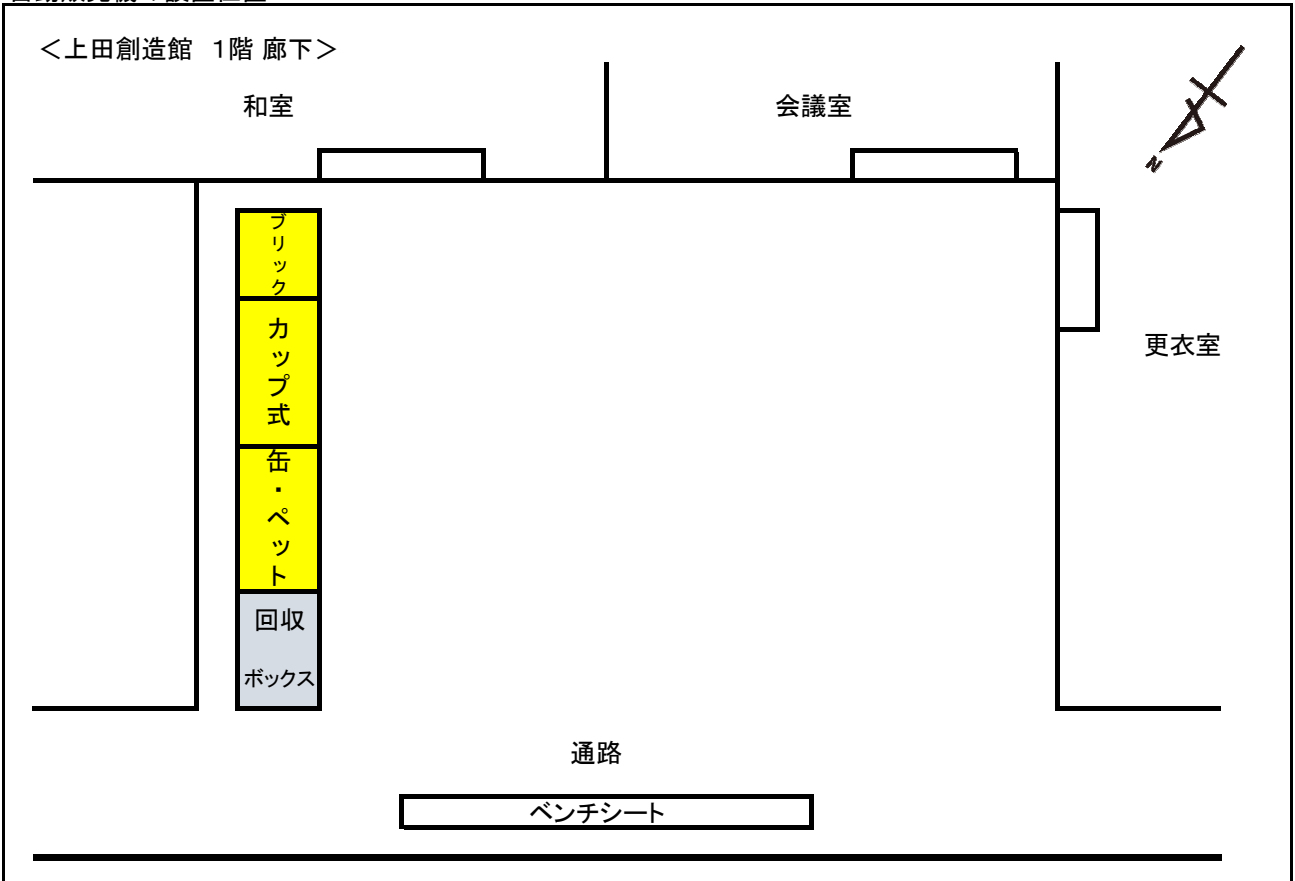 ＜上田創造館　1階 廊下＞
和室
会議室
N
ブリック
カップ式
更衣室
缶・ペット
回収
ボックス
通路
ベンチシート